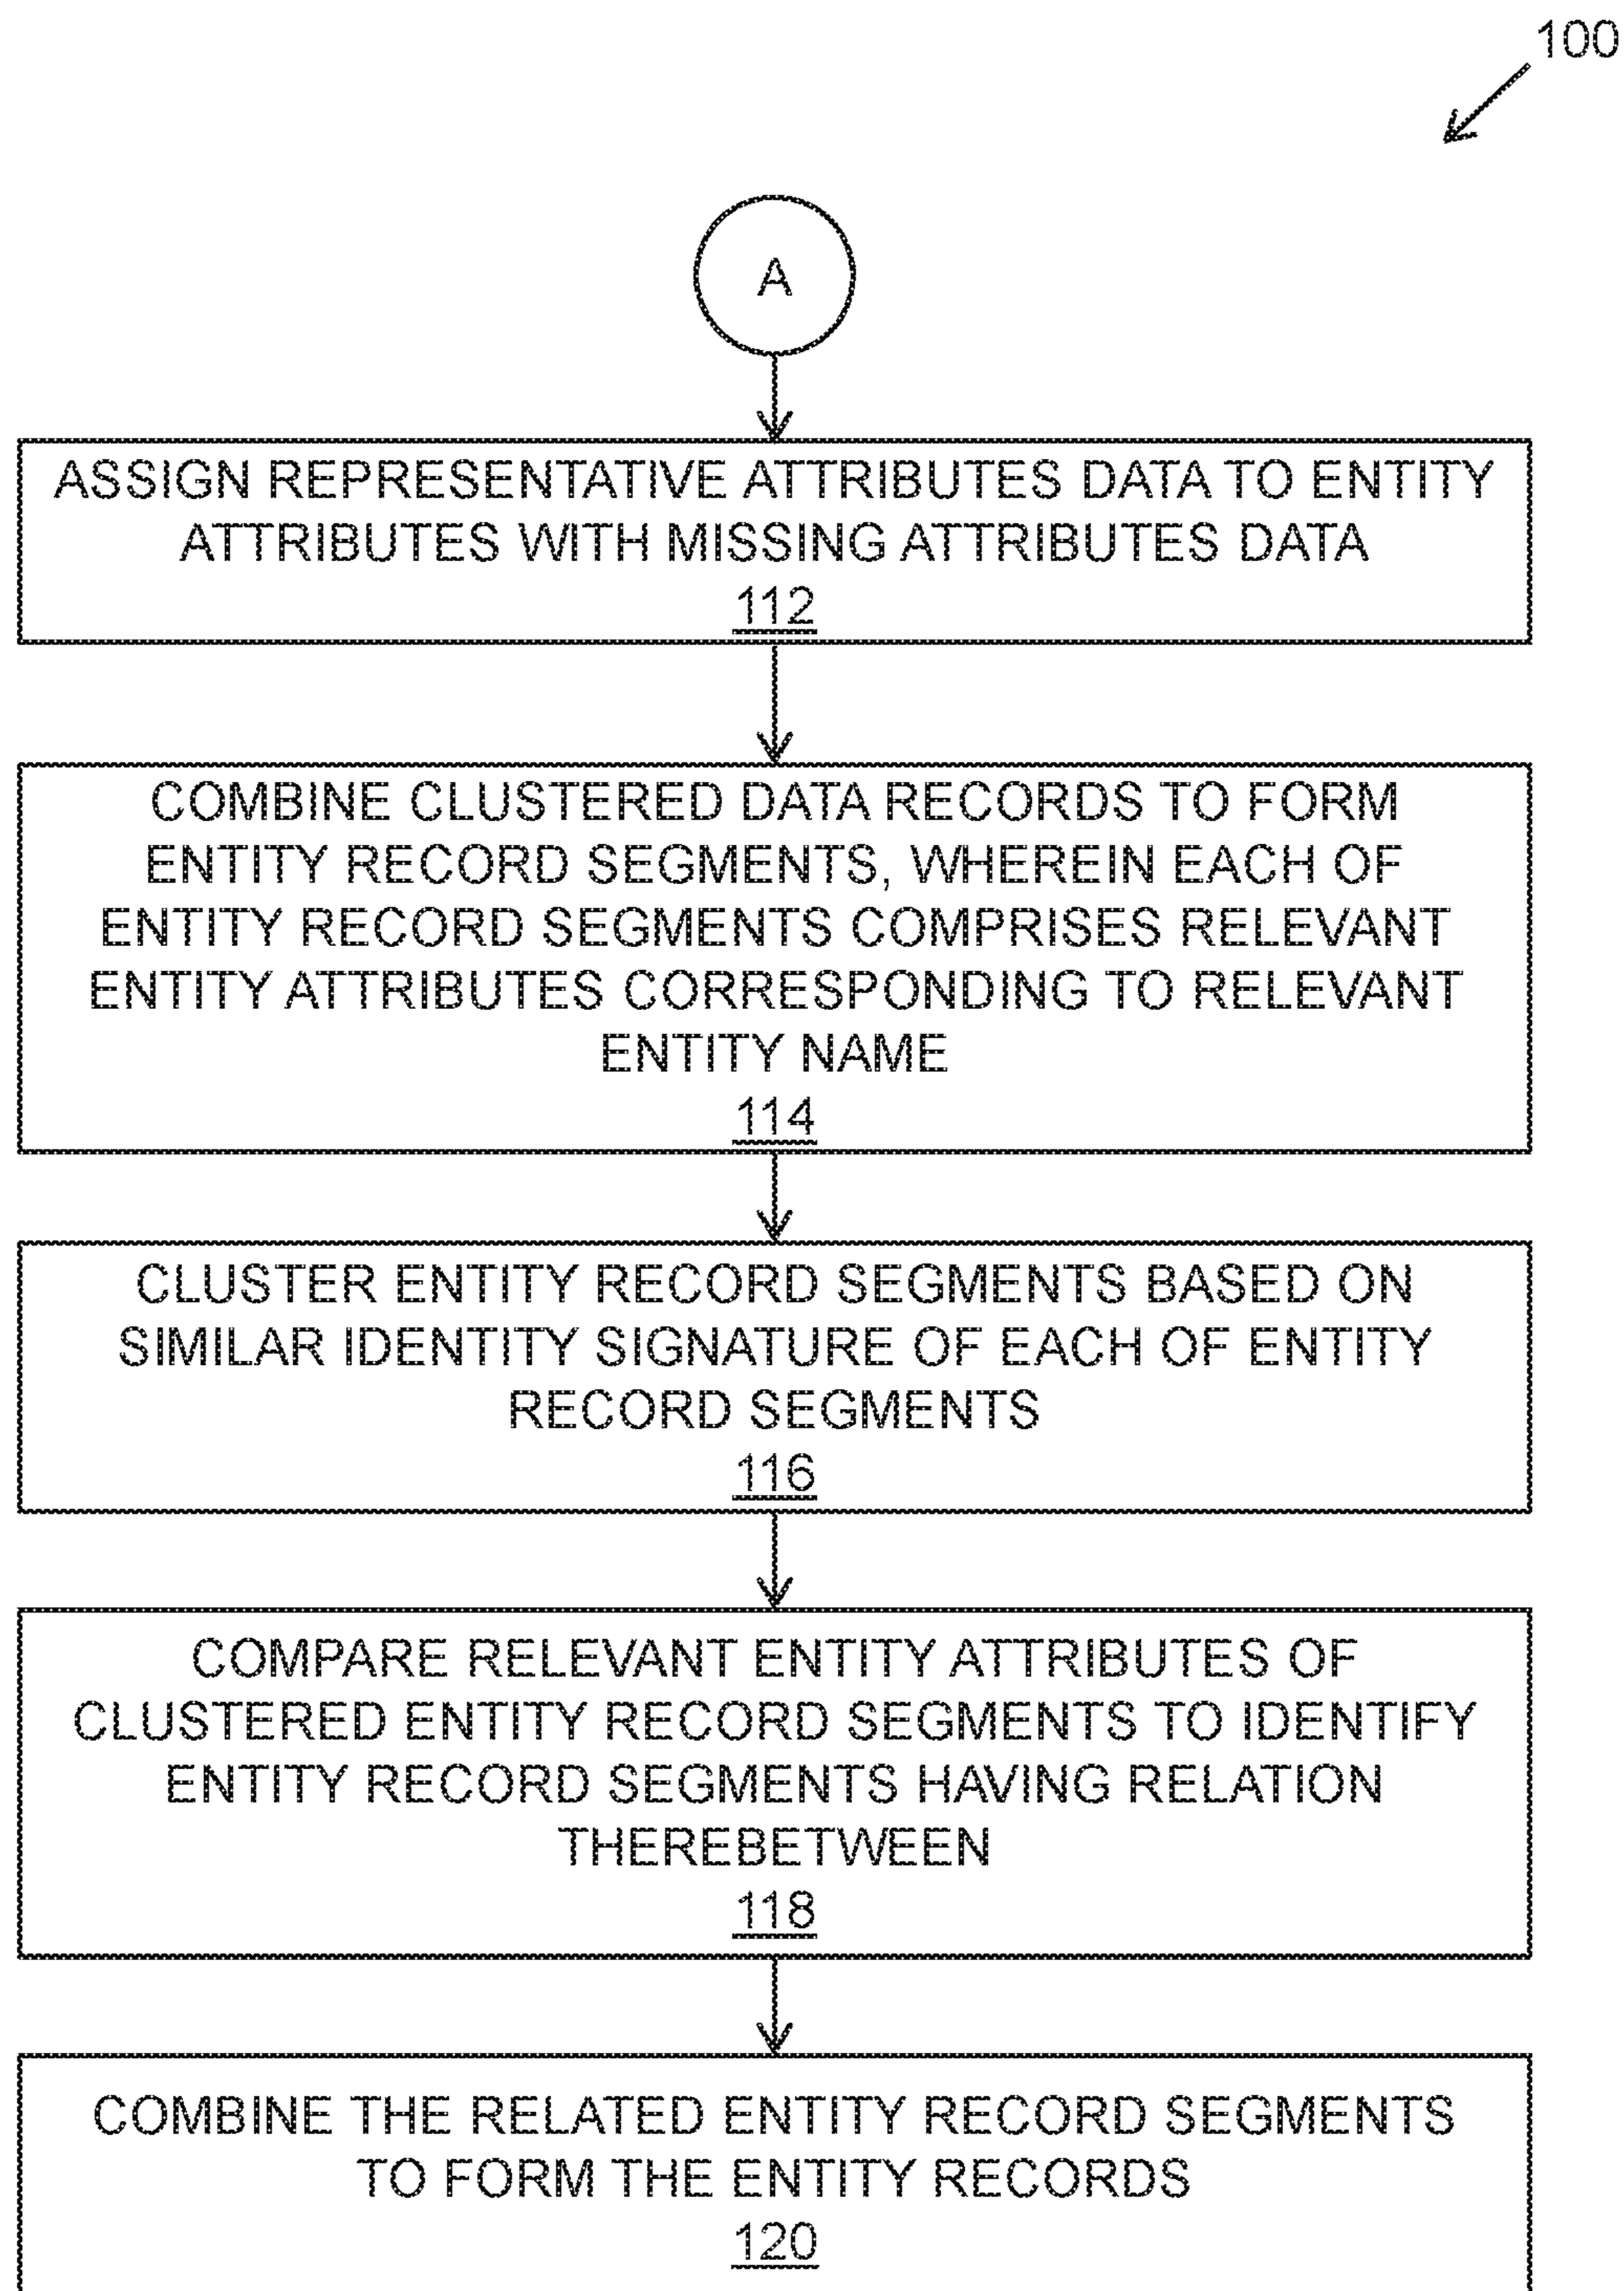 100
A
ASSIGN REPRESENTATIVE ATTRIBUTES DATA TO ENTITY
ATTRIBUTES WITH MISSING ATTRIBUTES DATA
112
COMBINE CLUSTERED DATA RECORDS TO FORM
ENTITY RECORD SEGMENTS, WHEREIN EACH OF
ENTITY RECORD SEGMENTS COMPRISES RELEVANT
ENTITY ATTRIBUTES CORRESPONDING TO RELEVANT
ENTITY NAME
114
CLUSTER ENTITY RECORD SEGMENTS BASED ON
SIMILAR IDENTITY SIGNATURE OF EACH OF ENTITY
RECORD SEGMENTS
116
COMPARE RELEVANT ENTITY ATTRIBUTES OF
CLUSTERED ENTITY RECORD SEGMENTS TO IDENTIFY
ENTITY RECORD SEGMENTS HAVING RELATION
THEREBETWEEN
118
COMBINE THE RELATED ENTITY RECORD SEGMENTS
TO FORM THE ENTITY RECORDS
120